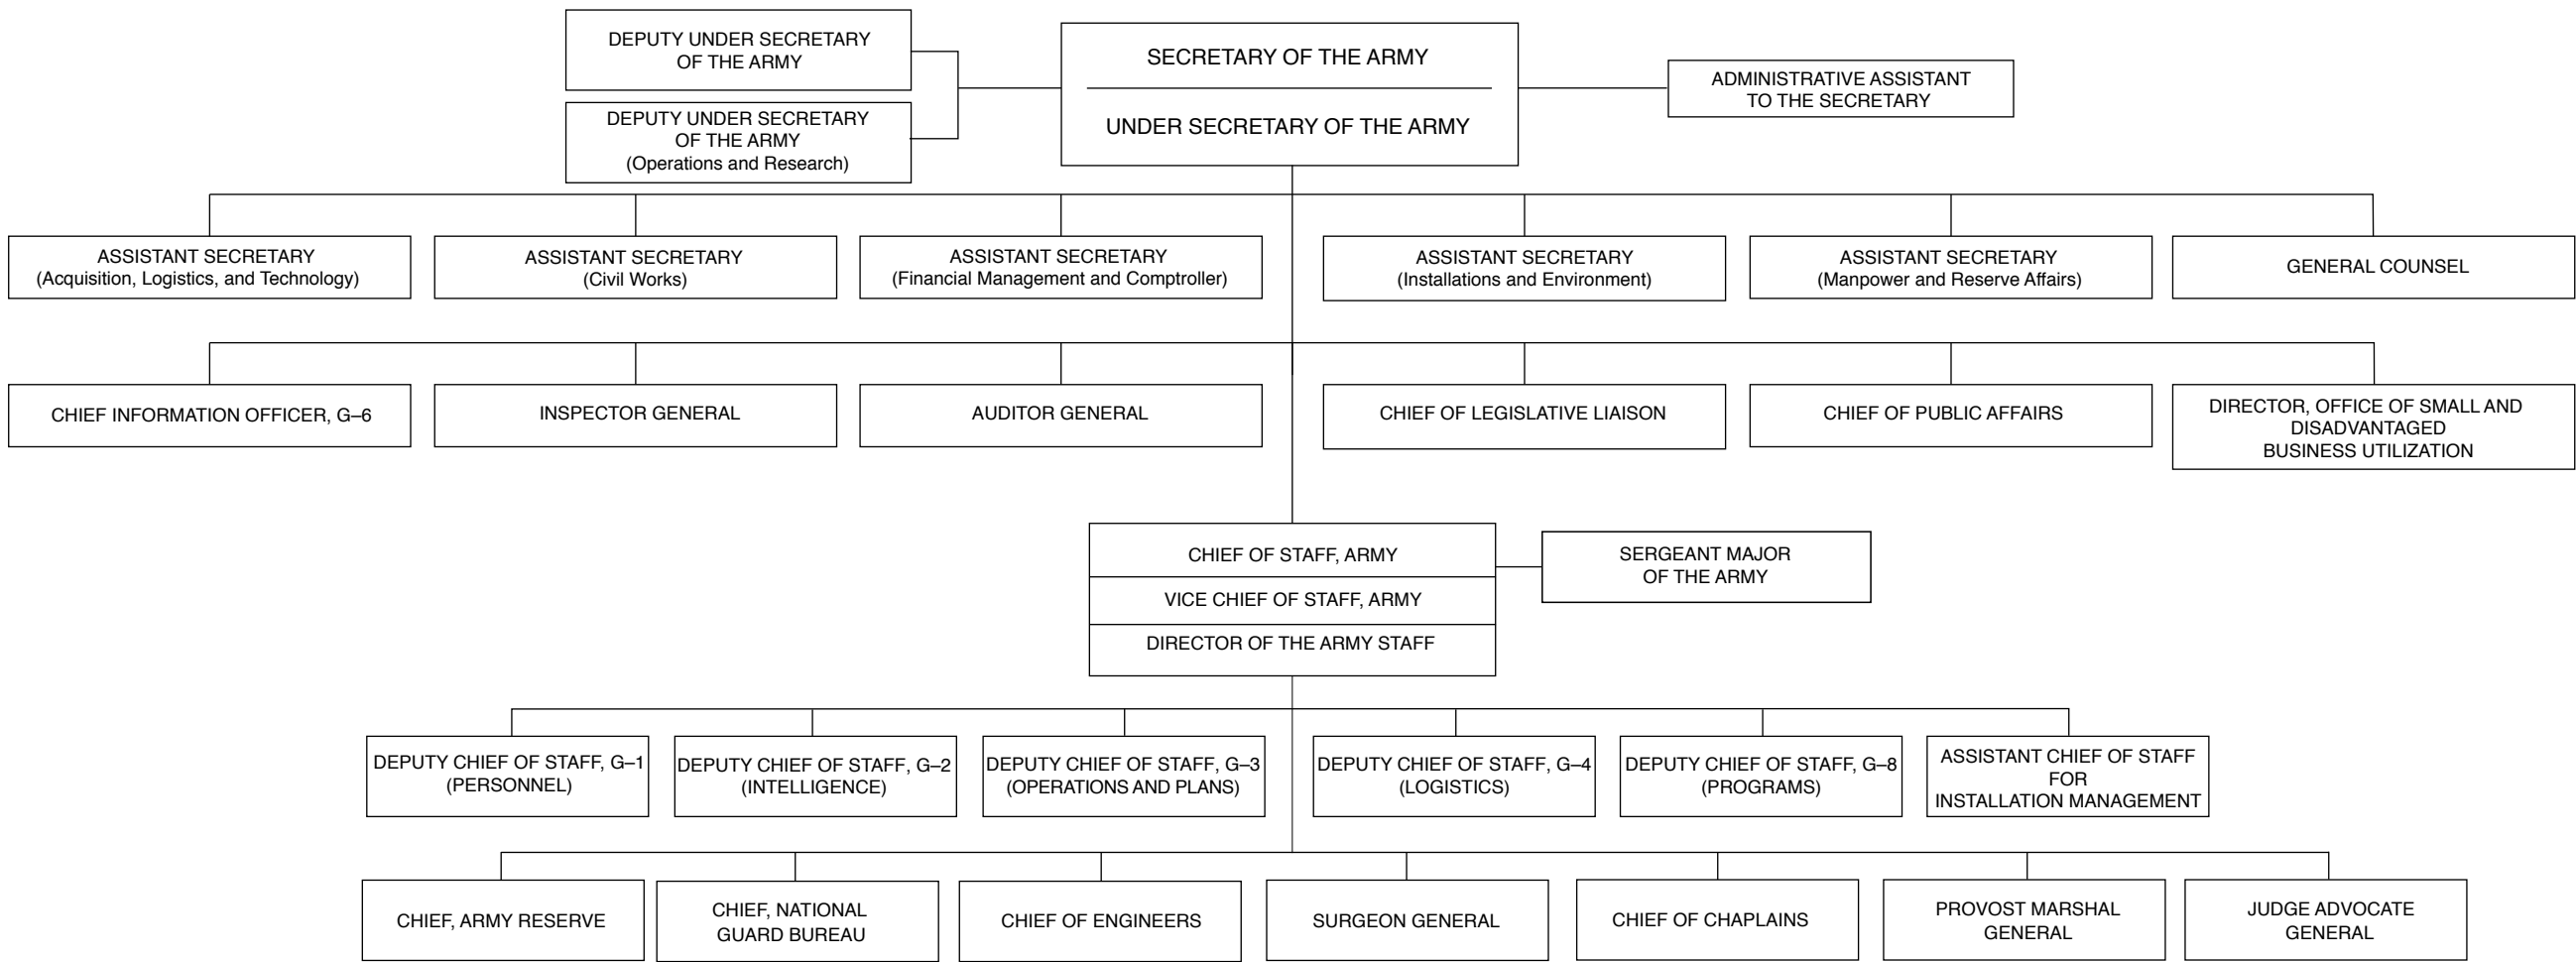 DEPUTY UNDER SECRETARY
OF THE ARMY
DEPUTY UNDER SECRETARY
OF THE ARMY
(Operations and Research)
SECRETARY OF THE ARMY
UNDER SECRETARY OF THE ARMY
ADMINISTRATIVE ASSISTANT
TO THE SECRETARY
ASSISTANT SECRETARY
(Acquisition, Logistics, and Technology)
ASSISTANT SECRETARY
(Civil Works)
ASSISTANT SECRETARY
(Financial Management and Comptroller)
ASSISTANT SECRETARY
(Installations and Environment)
ASSISTANT SECRETARY
(Manpower and Reserve Affairs)
GENERAL COUNSEL
CHIEF INFORMATION OFFICER, G–6
INSPECTOR GENERAL
AUDITOR GENERAL
CHIEF OF LEGISLATIVE LIAISON
CHIEF OF PUBLIC AFFAIRS
DIRECTOR, OFFICE OF SMALL AND
DISADVANTAGED
BUSINESS UTILIZATION
CHIEF OF STAFF, ARMY
VICE CHIEF OF STAFF, ARMY
DIRECTOR OF THE ARMY STAFF
SERGEANT MAJOR
OF THE ARMY
DEPUTY CHIEF OF STAFF, G–1
(PERSONNEL)
DEPUTY CHIEF OF STAFF, G–2
(INTELLIGENCE)
DEPUTY CHIEF OF STAFF, G–3
(OPERATIONS AND PLANS)
DEPUTY CHIEF OF STAFF, G–4
(LOGISTICS)
DEPUTY CHIEF OF STAFF, G–8
(PROGRAMS)
ASSISTANT CHIEF OF STAFF
FOR
INSTALLATION MANAGEMENT
CHIEF, ARMY RESERVE
CHIEF, NATIONAL
GUARD BUREAU
CHIEF OF ENGINEERS
SURGEON GENERAL
CHIEF OF CHAPLAINS
PROVOST MARSHAL
GENERAL
JUDGE ADVOCATE
GENERAL